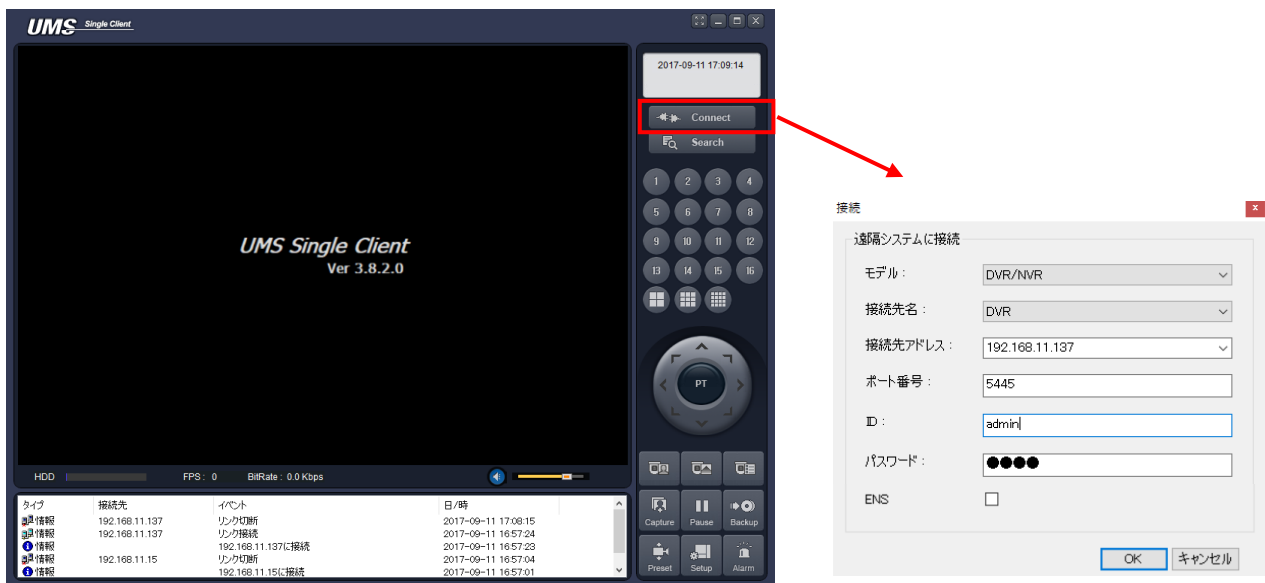 UMS Single Client
2017-09-11 17:09:14
Connect
Search
1 2 3 4
5 6 7 8
9 10 11 12
13 14 15 16
UMS Single Client
Ver 3.8.2.0
PT
HDD FPS : 0 BitRate : 0.0 Kbps
Capture Pause Backup
Preset Setup Alarm
タイプ 接続先 イベント 日/時
情報 192.168.11.137 リンク切断 2017-09-11 17:08:15
情報 192.168.11.137 リンク接続 2017-09-11 16:57:24
情報 192.168.11.137に接続 2017-09-11 16:57:23
情報 192.168.11.15 リンク切断 2017-09-11 16:57:04
情報 192.168.11.15に接続 2017-09-11 16:57:01
接続
遠隔システムに接続
モデル : DVR/NVR
接続先名 : DVR
接続先アドレス : 192.168.11.137
ポート番号 : 5445
ID : admin
パスワード : ●●●●
ENS
OK キャンセル